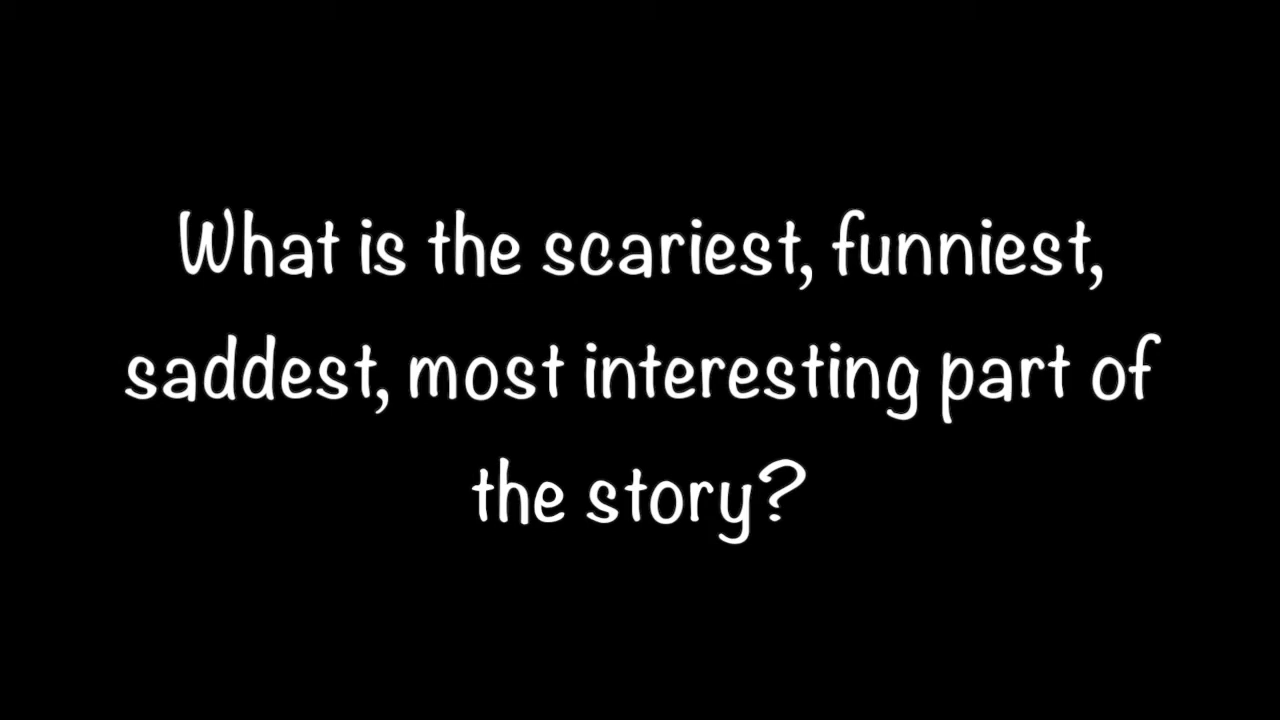 What is the scariest, funniest,
saddest, most interesting part of
the story?